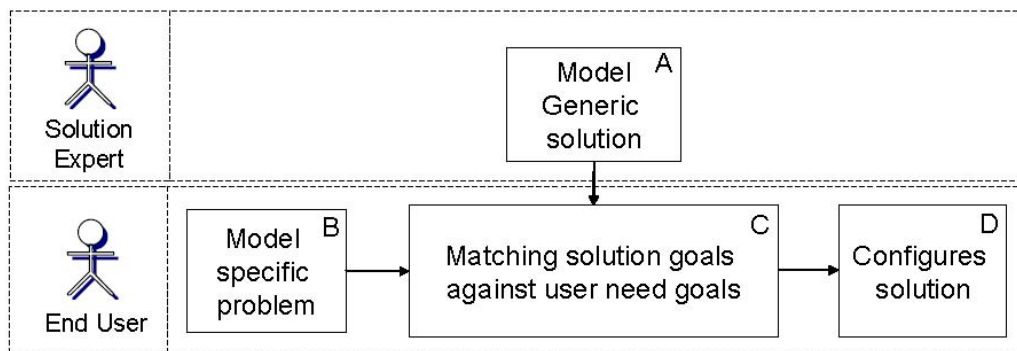 Solution
Expert
A
Model
Generic
solution
End User
B
Model
specific
problem
C
Matching solution goals
against user need goals
D
Configures
solution